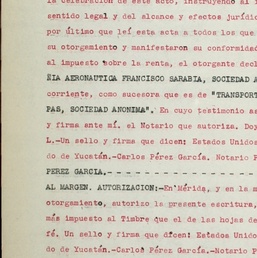 la celebración de este acto, instruyendo al
sentido legal y del alcance y efectos jurídic
por último que leí esta a todos los que
su otorgamiento y manifestaron su conformidad
al impuesto sobre la renta, el otorgante decl
ÑIA AERONAUTICA FRANCISCO SARABIA, SOCIEDAD A
corriente, como sucesora que es de "TRANSPORT
PAS, SOCIEDAD ANONIMA". En cuyo testimonio as
y firma ante mí. el Notario que autoriza. Doy
L.-Un sello y firma que dicen: Estados Unidos
do de Yucatán.-Carlos Pérez García. Notario P
PEREZ GARCIA,- - - - - - - - - - - - - - - -
AL MARGEN. AUTORIZACION:-En Mérida, y en la m
otorgamiento, autorizo la presente escritura,
más impuesto al Timbre que el de las hojas de
fé. Un sello y firma que dicen: Estados Unido
do de Yucatán.-Carlos Pérez García.-Notario P